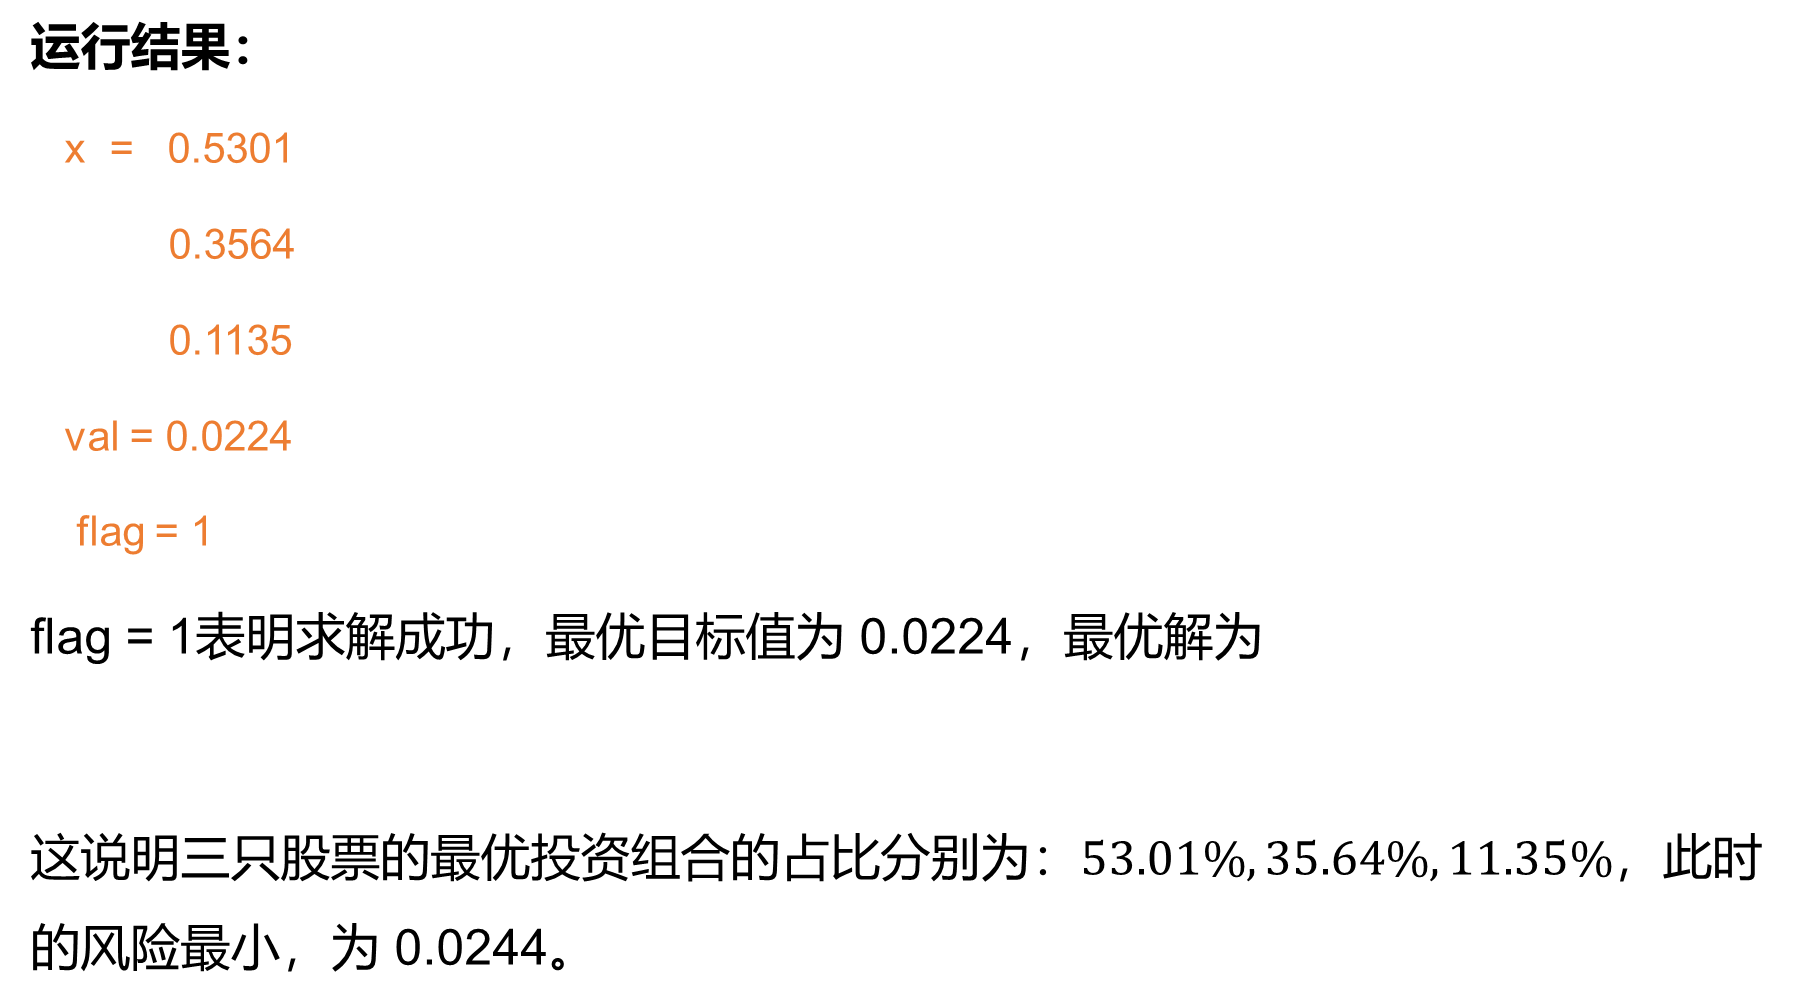 运行结果：
x = 0.5301
0.3564
0.1135
val = 0.0224
flag = 1
flag = 1表明求解成功，最优目标值为 0.0224，最优解为
这说明三只股票的最优投资组合的占比分别为：53.01%, 35.64%, 11.35%，此时
的风险最小，为 0.0244。